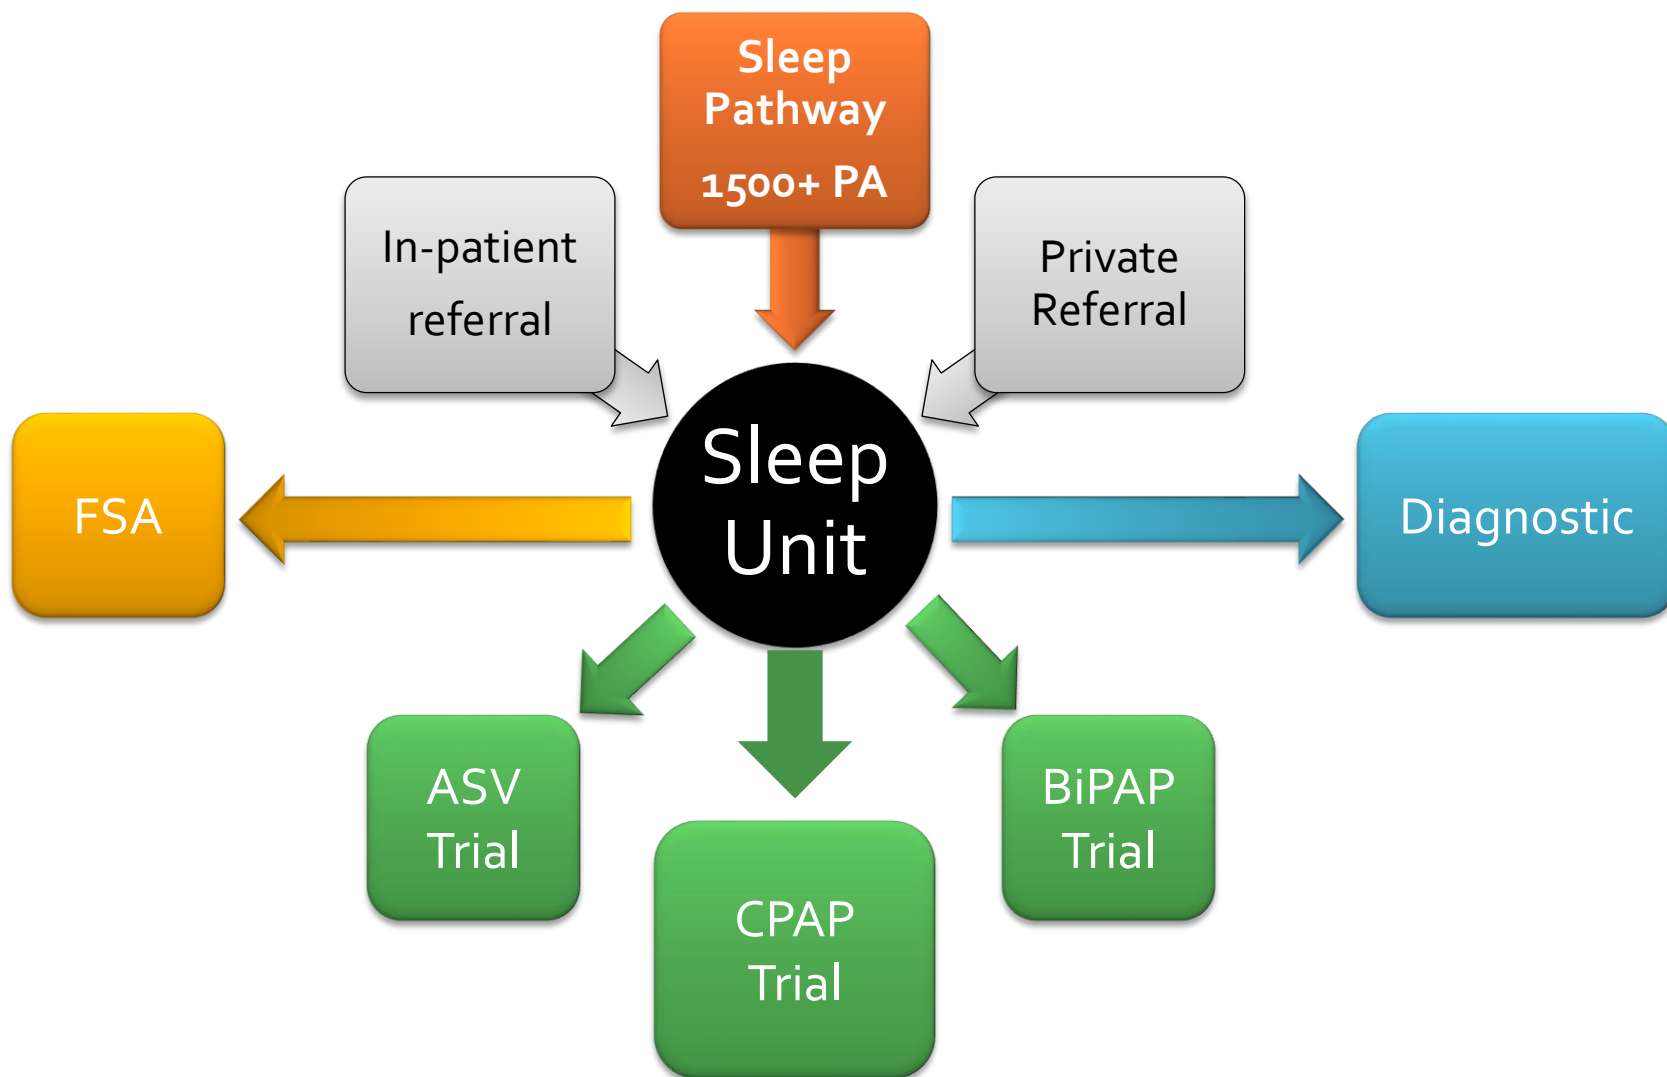 Sleep
Pathway
1500+ PA
In-patient
referral
Private
Referral
Sleep
Unit
FSA
Diagnostic
ASV
Trial
CPAP
Trial
BiPAP
Trial